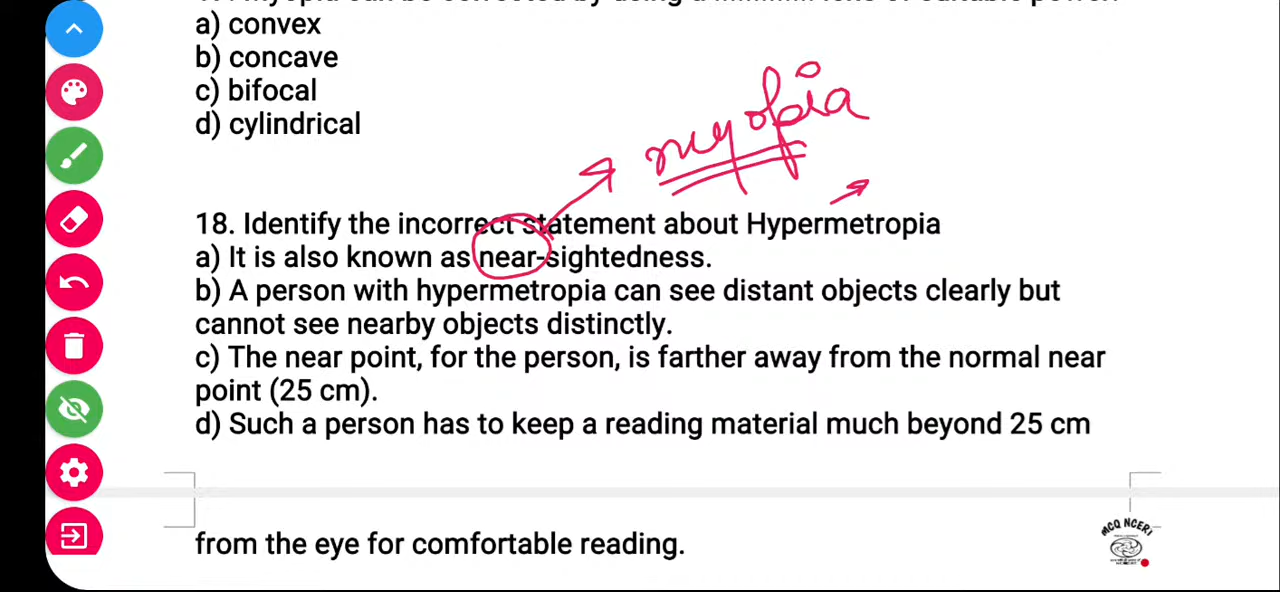 a) convex
b) concave
c) bifocal
d) cylindrical
myopia
18. Identify the incorrect statement about Hypermetropia
a) It is also known as near-sightedness.
b) A person with hypermetropia can see distant objects clearly but
cannot see nearby objects distinctly.
c) The near point, for the person, is farther away from the normal near
point (25 cm).
d) Such a person has to keep a reading material much beyond 25 cm
from the eye for comfortable reading.
MCQ NCERT